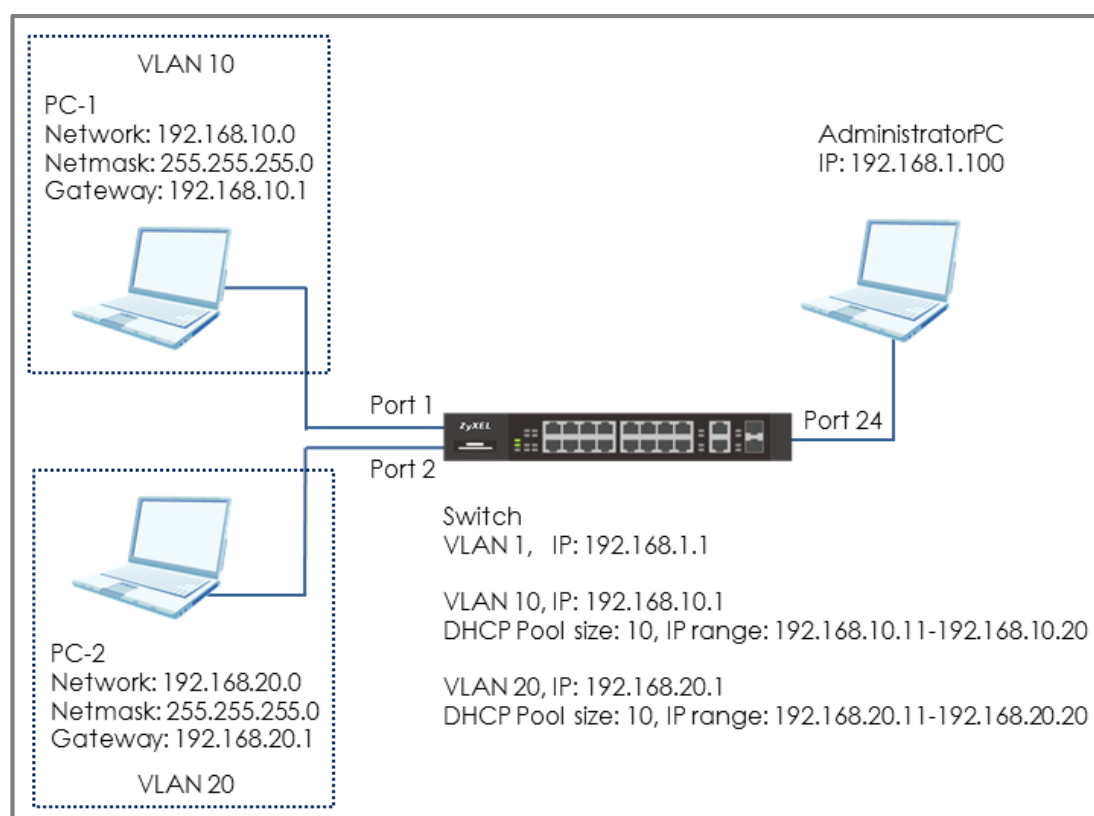 VLAN 10
PC-1
Network: 192.168.10.0
Netmask: 255.255.255.0
Gateway: 192.168.10.1
AdministratorPC
IP: 192.168.1.100
Port 1
ZyXEL
Port 24
Port 2
Switch
VLAN 1, IP: 192.168.1.1
VLAN 10, IP: 192.168.10.1
DHCP Pool size: 10, IP range: 192.168.10.11-192.168.10.20
VLAN 20, IP: 192.168.20.1
DHCP Pool size: 10, IP range: 192.168.20.11-192.168.20.20
PC-2
Network: 192.168.20.0
Netmask: 255.255.255.0
Gateway: 192.168.20.1
VLAN 20